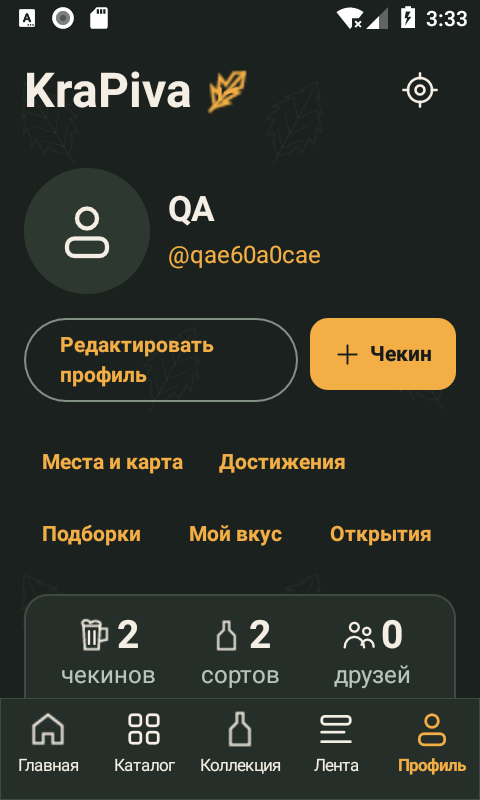 3:33
KraPiva
QA
@qae60a0cae
Редактировать
профиль
Чекин
Места и карта Достижения
Подборки Мой вкус Открытия
2 2 0
чекинов сортов друзей
Главная Каталог Коллекция Лента Профиль